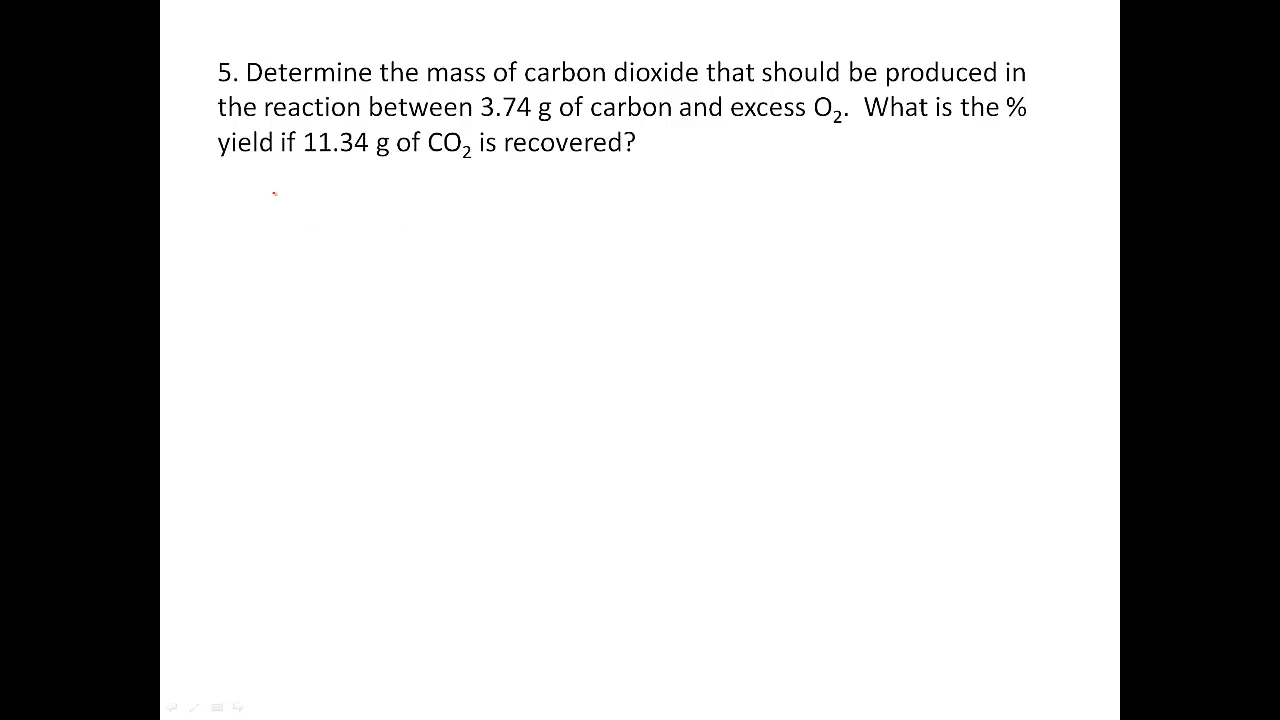 5. Determine the mass of carbon dioxide that should be produced in
the reaction between 3.74 g of carbon and excess O₂.  What is the %
yield if 11.34 g of CO₂ is recovered?